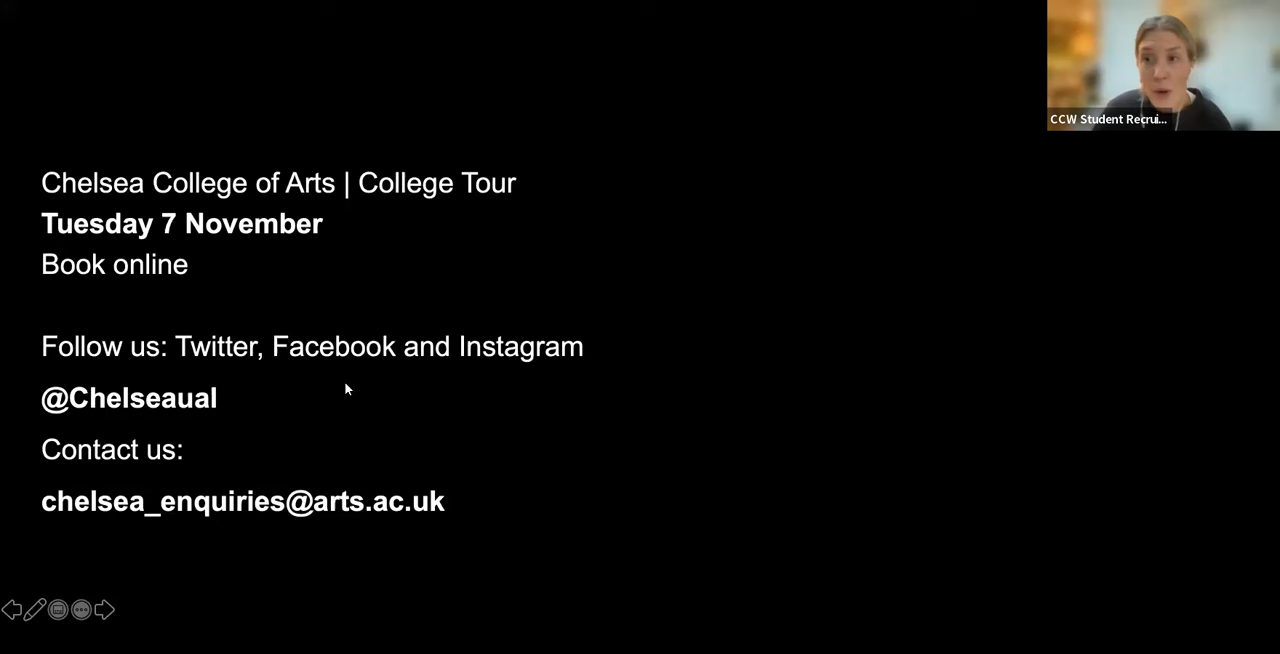 CCW Student Recrui...
Chelsea College of Arts | College Tour
Tuesday 7 November
Book online
Follow us: Twitter, Facebook and Instagram
@Chelseaual
Contact us:
chelsea_enquiries@arts.ac.uk